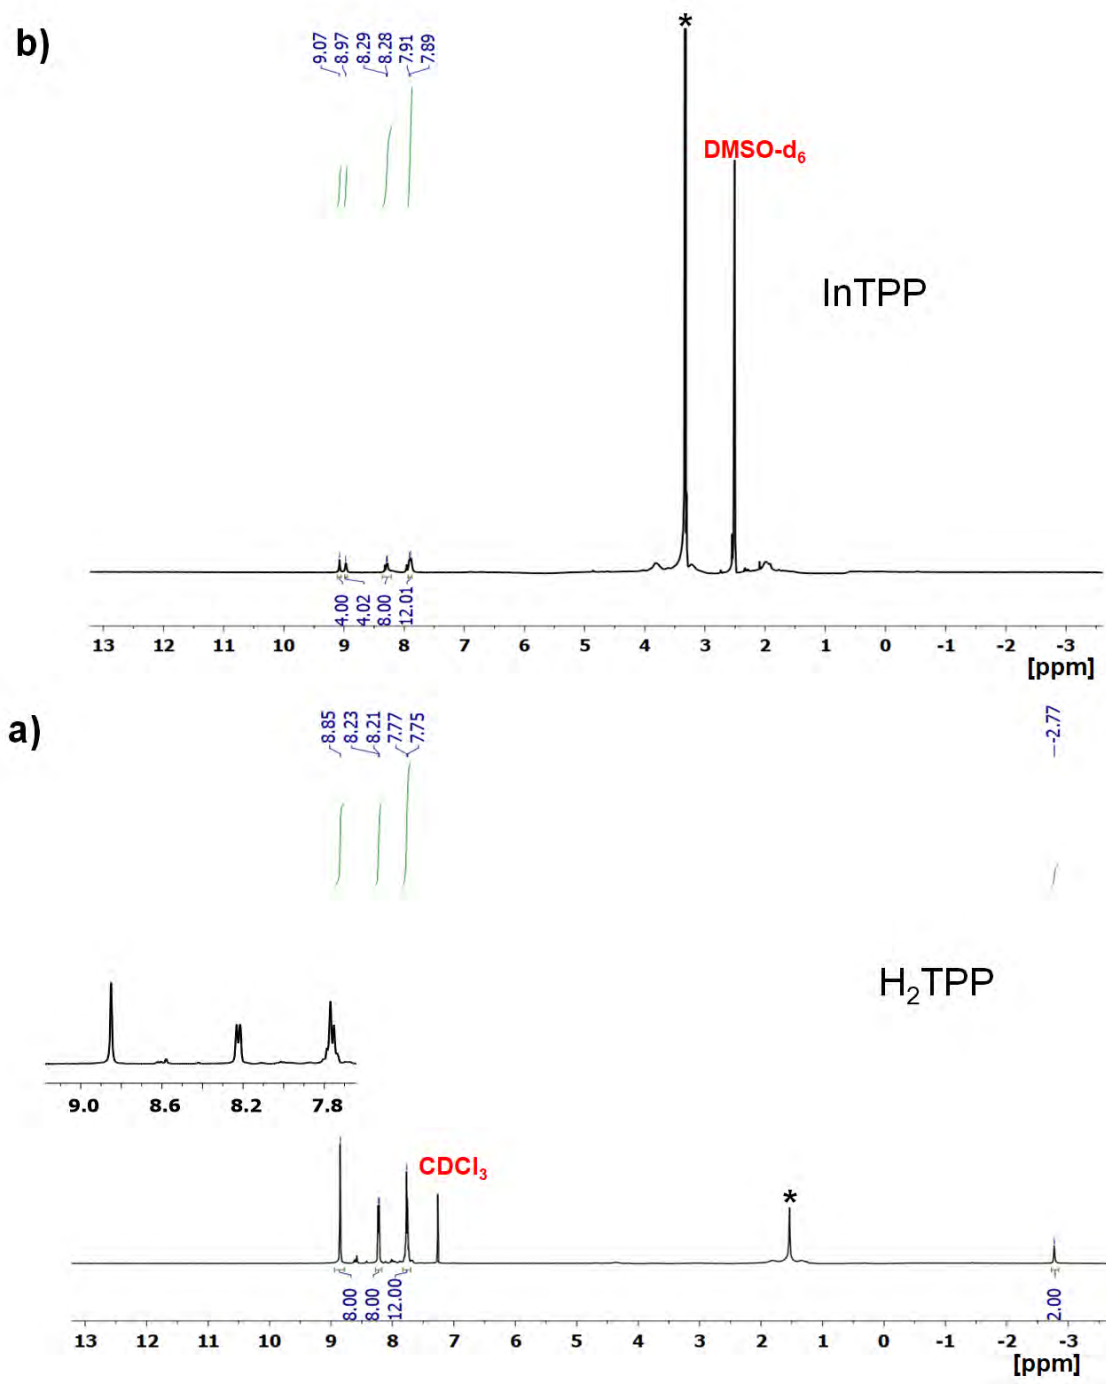 b)
9.07
8.97
8.29
8.28
7.91
7.89
*
DMSO-d6
InTPP
4.00
4.02
8.00
12.01
13 12 11 10 9 8 7 6 5 4 3 2 1 0 -1 -2 -3
[ppm]
a)
8.85
8.23
8.21
7.77
7.75
-2.77
H2TPP
9.0 8.6 8.2 7.8
CDCl3
*
8.00
8.00
12.00
2.00
13 12 11 10 9 8 7 6 5 4 3 2 1 0 -1 -2 -3
[ppm]